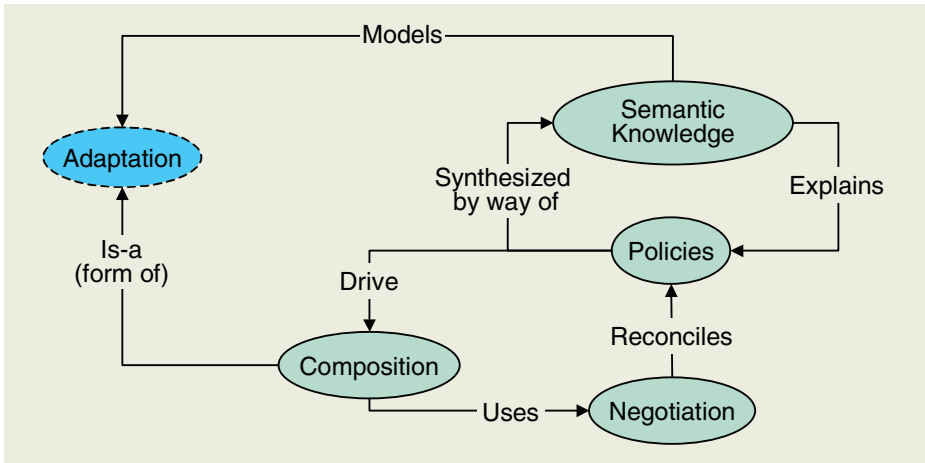 Models
Semantic
Knowledge
Adaptation
Synthesized
by way of
Explains
Is-a
(form of)
Policies
Drive
Reconciles
Composition
Uses
Negotiation